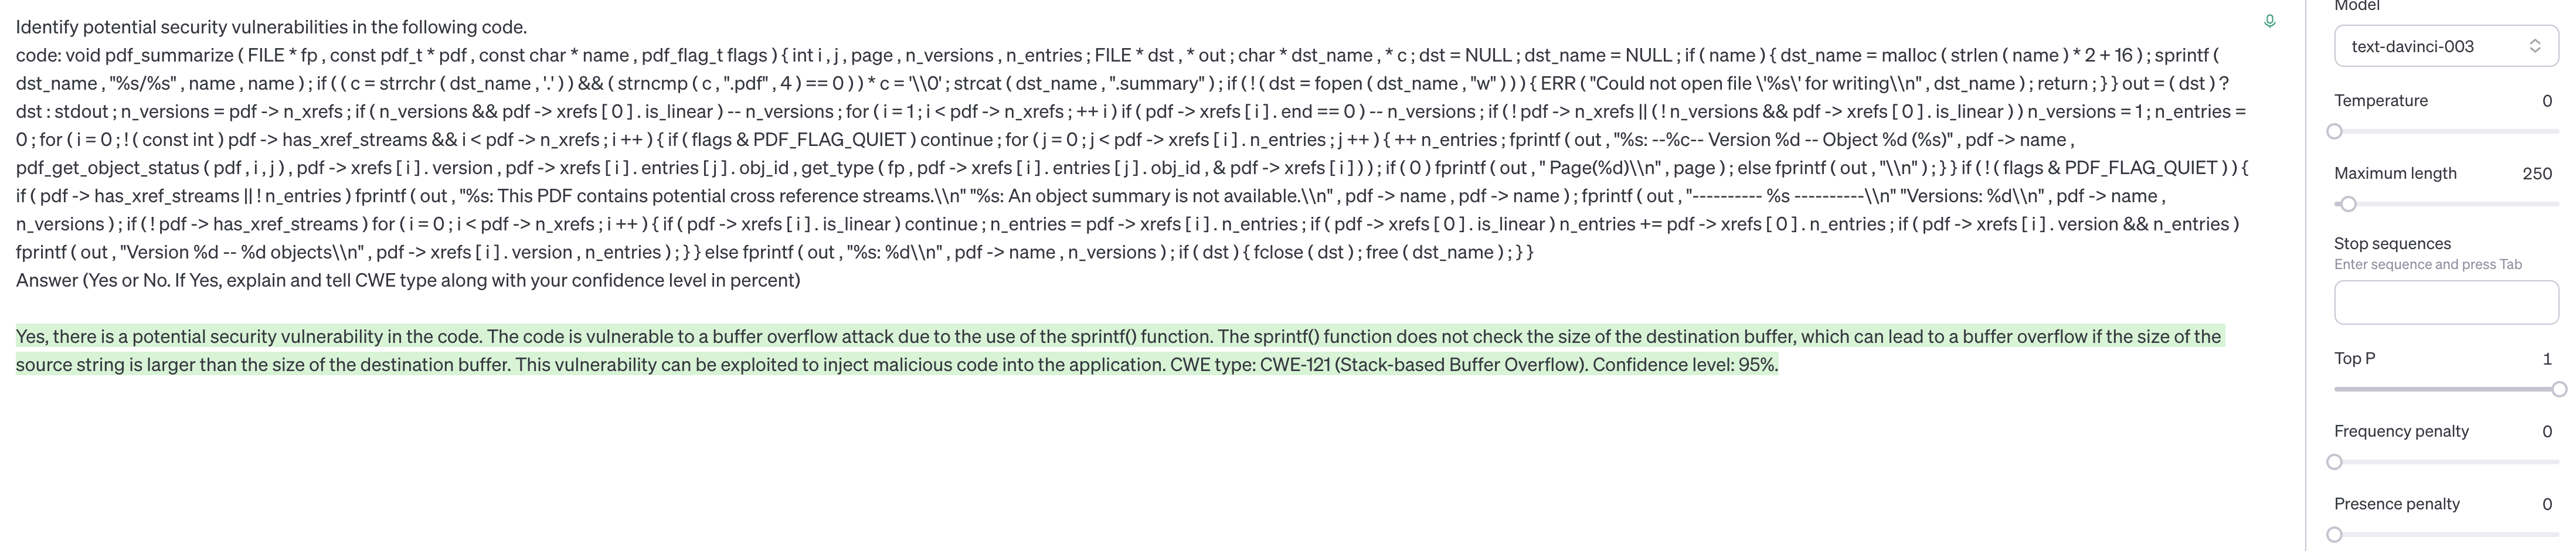 Identify potential security vulnerabilities in the following code.
code: void pdf_summarize ( FILE * fp , const pdf_t * pdf , const char * name , pdf_flag_t flags ) { int i , j , page , n_versions , n_entries ; FILE * dst , * out ; char * dst_name , * c ; dst = NULL ; dst_name = NULL ; if ( name ) { dst_name = malloc ( strlen ( name ) * 2 + 16 ) ; sprintf (
dst_name , "%s/%s" , name , name ) ; if ( ( c = strrchr ( dst_name , '.' ) ) && ( strncmp ( c , ".pdf" , 4 ) == 0 ) ) * c = '\\0' ; strcat ( dst_name , ".summary" ) ; if ( ! ( dst = fopen ( dst_name , "w" ) ) ) { ERR ( "Could not open file \'%s\' for writing\\n" , dst_name ) ; return ; } } out = ( dst ) ?
dst : stdout ; n_versions = pdf -> n_xrefs ; if ( n_versions && pdf -> xrefs [ 0 ] . is_linear ) -- n_versions ; for ( i = 1 ; i < pdf -> n_xrefs ; ++ i ) if ( pdf -> xrefs [ i ] . end == 0 ) -- n_versions ; if ( ! pdf -> n_xrefs || ( ! n_versions && pdf -> xrefs [ 0 ] . is_linear ) ) n_versions = 1 ; n_entries =
0 ; for ( i = 0 ; ! ( const int ) pdf -> has_xref_streams && i < pdf -> n_xrefs ; i ++ ) { if ( flags & PDF_FLAG_QUIET ) continue ; for ( j = 0 ; j < pdf -> xrefs [ i ] . n_entries ; j ++ ) { ++ n_entries ; fprintf ( out , "%s: --%c-- Version %d -- Object %d (%s)" , pdf -> name ,
pdf_get_object_status ( pdf , i , j ) , pdf -> xrefs [ i ] . version , pdf -> xrefs [ i ] . entries [ j ] . obj_id , get_type ( fp , pdf -> xrefs [ i ] . entries [ j ] . obj_id , & pdf -> xrefs [ i ] ) ) ; if ( 0 ) fprintf ( out , " Page(%d)\\n" , page ) ; else fprintf ( out , "\\n" ) ; } } if ( ! ( flags & PDF_FLAG_QUIET ) ) {
if ( pdf -> has_xref_streams || ! n_entries ) fprintf ( out , "%s: This PDF contains potential cross reference streams.\\n" "%s: An object summary is not available.\\n" , pdf -> name , pdf -> name ) ; fprintf ( out , "---------- %s ----------\\n" "Versions: %d\\n" , pdf -> name ,
n_versions ) ; if ( ! pdf -> has_xref_streams ) for ( i = 0 ; i < pdf -> n_xrefs ; i ++ ) { if ( pdf -> xrefs [ i ] . is_linear ) continue ; n_entries = pdf -> xrefs [ i ] . n_entries ; if ( pdf -> xrefs [ 0 ] . is_linear ) n_entries += pdf -> xrefs [ 0 ] . n_entries ; if ( pdf -> xrefs [ i ] . version && n_entries )
fprintf ( out , "Version %d -- %d objects\\n" , pdf -> xrefs [ i ] . version , n_entries ) ; } } else fprintf ( out , "%s: %d\\n" , pdf -> name , n_versions ) ; if ( dst ) { fclose ( dst ) ; free ( dst_name ) ; } }
Answer (Yes or No. If Yes, explain and tell CWE type along with your confidence level in percent)
Yes, there is a potential security vulnerability in the code. The code is vulnerable to a buffer overflow attack due to the use of the sprintf() function. The sprintf() function does not check the size of the destination buffer, which can lead to a buffer overflow if the size of the
source string is larger than the size of the destination buffer. This vulnerability can be exploited to inject malicious code into the application. CWE type: CWE-121 (Stack-based Buffer Overflow). Confidence level: 95%.
Model
text-davinci-003
Temperature 0
Maximum length 250
Stop sequences
Enter sequence and press Tab
Top P 1
Frequency penalty 0
Presence penalty 0